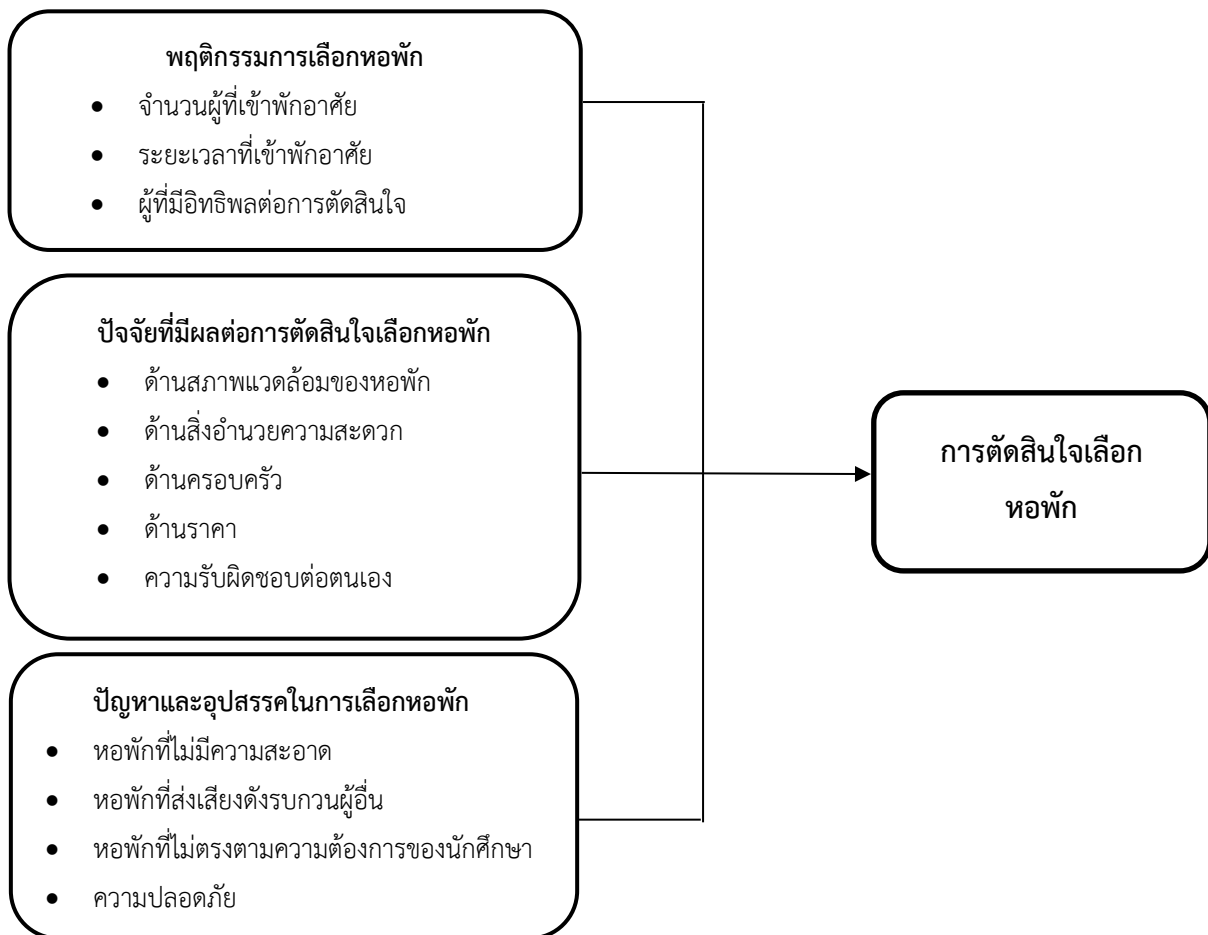 พฤติกรรมการเลือกหอพัก
• จำนวนผู้ที่เข้าพักอาศัย
• ระยะเวลาที่เข้าพักอาศัย
• ผู้ที่มีอิทธิพลต่อการตัดสินใจ
ปัจจัยที่มีผลต่อการตัดสินใจเลือกหอพัก
• ด้านสภาพแวดล้อมของหอพัก
• ด้านสิ่งอำนวยความสะดวก
• ด้านครอบครัว
• ด้านราคา
• ความรับผิดชอบต่อตนเอง
ปัญหาและอุปสรรคในการเลือกหอพัก
• หอพักที่ไม่มีความสะอาด
• หอพักที่ส่งเสียงดังรบกวนผู้อื่น
• หอพักที่ไม่ตรงตามความต้องการของนักศึกษา
• ความปลอดภัย
การตัดสินใจเลือก
หอพัก